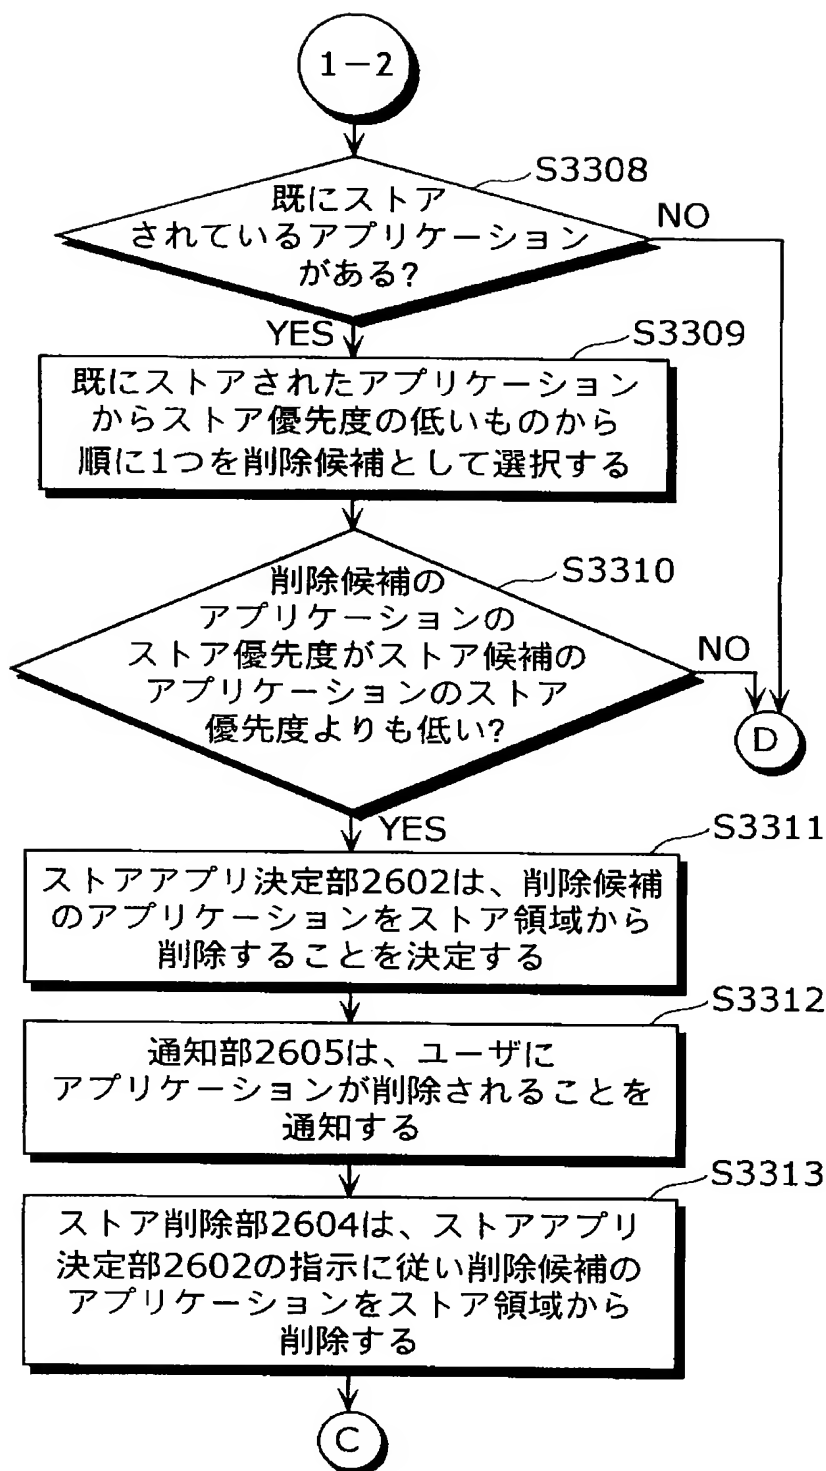 1-2
S3308
既にストア
されているアプリケーション
がある?
NO
YES
S3309
既にストアされたアプリケーション
からストア優先度の低いものから
順に1つを削除候補として選択する
S3310
削除候補の
アプリケーションの
ストア優先度がストア候補の
アプリケーションのストア
優先度よりも低い?
NO
D
YES
S3311
ストアアプリ決定部2602は、削除候補
のアプリケーションをストア領域から
削除することを決定する
S3312
通知部2605は、ユーザに
アプリケーションが削除されることを
通知する
S3313
ストア削除部2604は、ストアアプリ
決定部2602の指示に従い削除候補の
アプリケーションをストア領域から
削除する
C